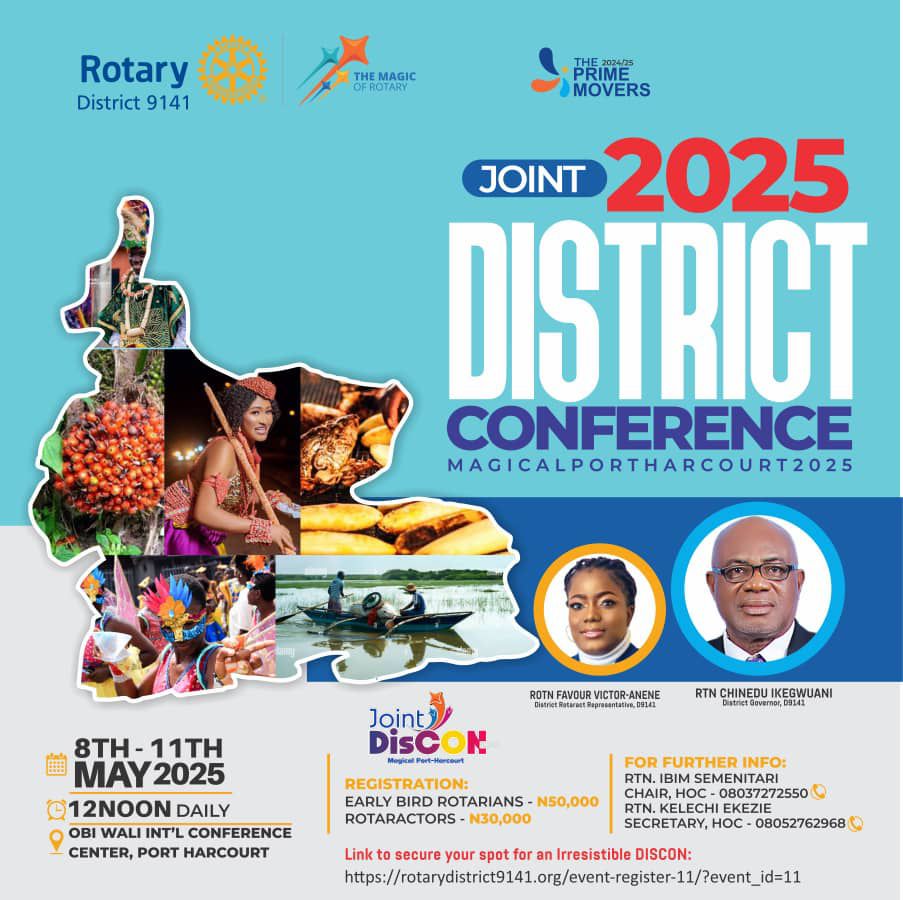 Rotary
District 9141
THE MAGIC
OF ROTARY
THE 2024/25
PRIME
MOVERS
JOINT 2025
DISTRICT
CONFERENCE
MAGICALPORTHARCOURT2025
alamy
ROTN FAVOUR VICTOR-ANENE
District Rotaract Representative, D9141
RTN CHINEDU IKEGWUANI
District Governor, D9141
Joint
DisCON
Magical Port-Harcourt
8TH - 11TH
MAY 2025
12NOON DAILY
OBI WALI INT'L CONFERENCE
CENTER, PORT HARCOURT
REGISTRATION:
EARLY BIRD ROTARIANS - N50,000
ROTARACTORS - N30,000
FOR FURTHER INFO:
RTN. IBIM SEMENITARI
CHAIR, HOC - 08037272550
RTN. KELECHI EKEZIE
SECRETARY, HOC - 08052762968
Link to secure your spot for an Irresistible DISCON:
https://rotarydistrict9141.org/event-register-11/?event_id=11